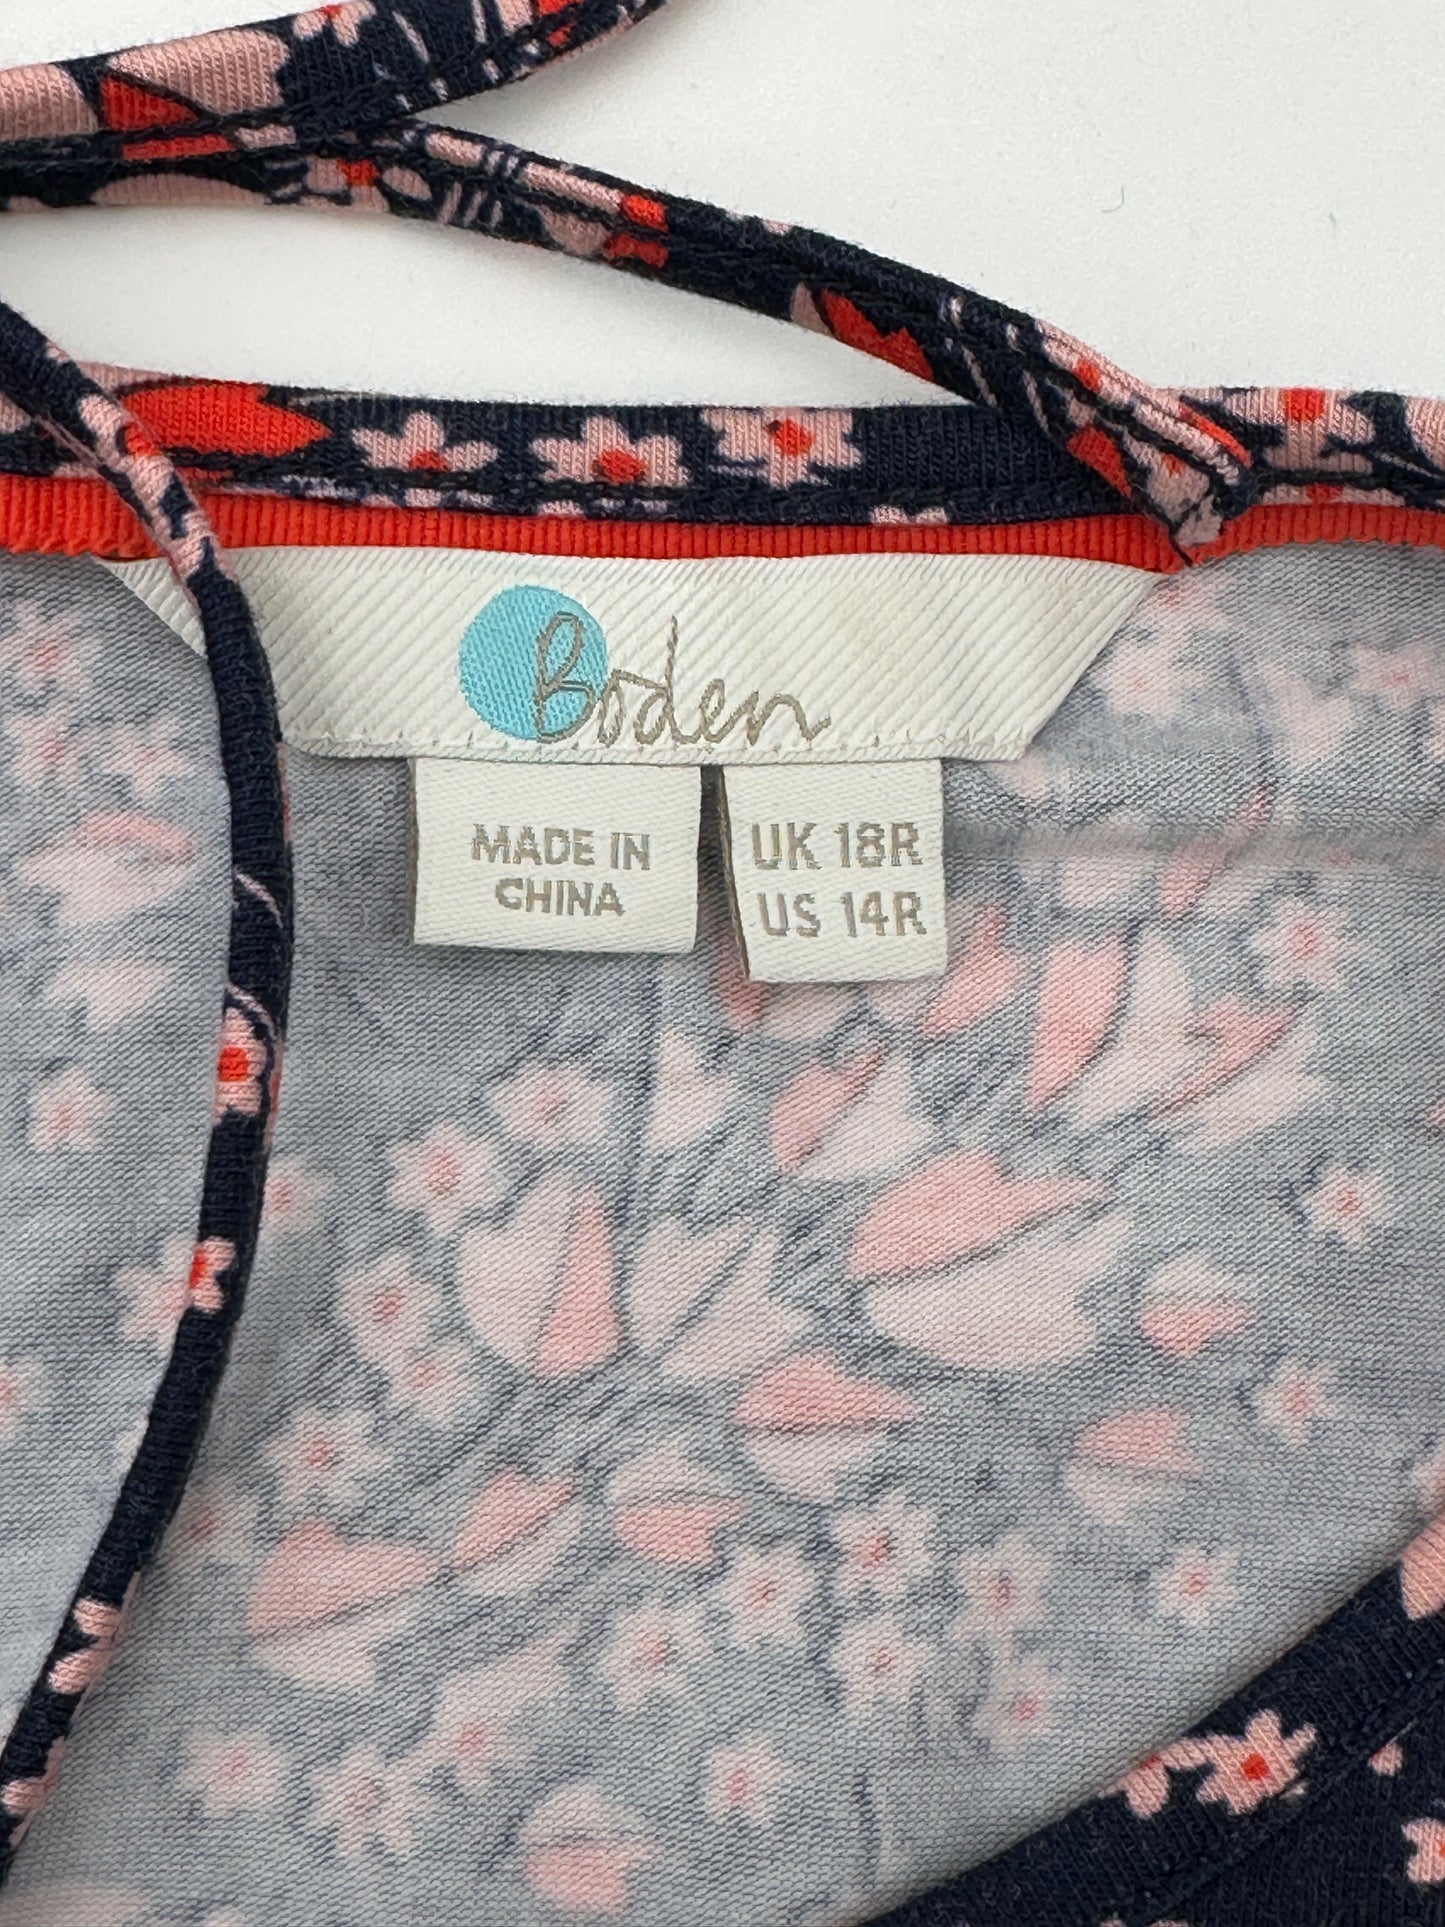 Boden
MADE IN
CHINA
UK 18R
US 14R